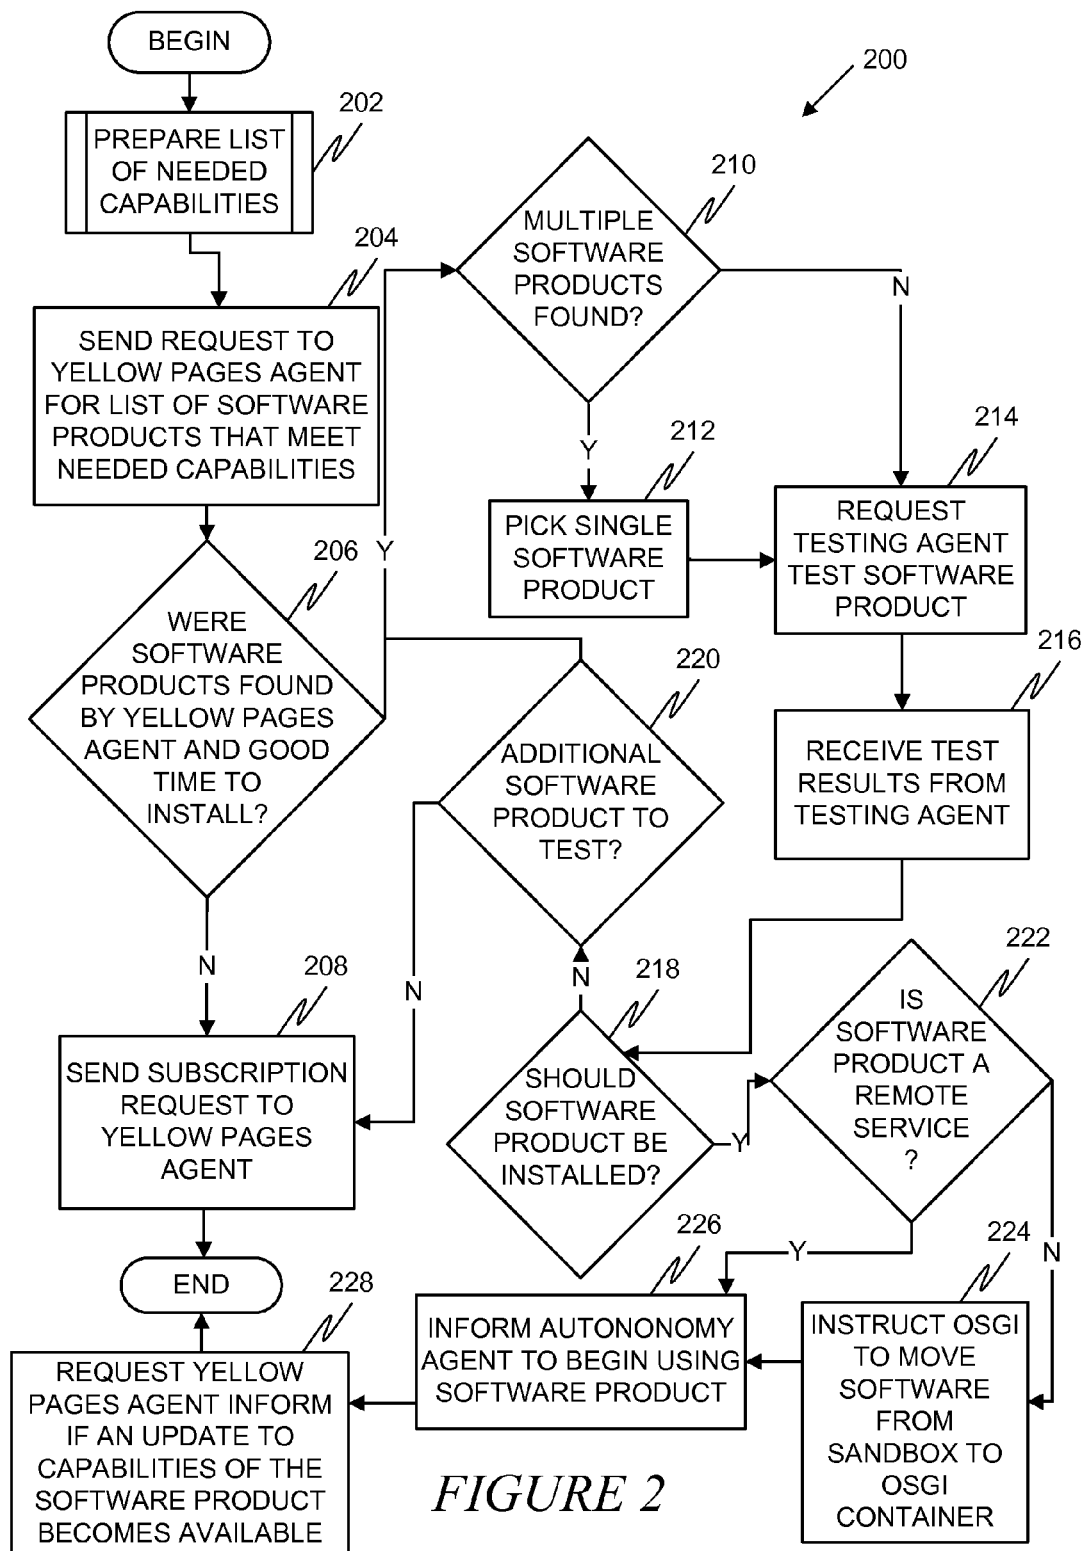 BEGIN
200
202
PREPARE LIST
OF NEEDED
CAPABILITIES
204
SEND REQUEST TO
YELLOW PAGES AGENT
FOR LIST OF SOFTWARE
PRODUCTS THAT MEET
NEEDED CAPABILITIES
206
Y
WERE
SOFTWARE
PRODUCTS FOUND
BY YELLOW PAGES
AGENT AND GOOD
TIME TO
INSTALL?
N
208
SEND SUBSCRIPTION
REQUEST TO
YELLOW PAGES
AGENT
END
210
MULTIPLE
SOFTWARE
PRODUCTS
FOUND?
N
Y
212
PICK SINGLE
SOFTWARE
PRODUCT
214
REQUEST
TESTING AGENT
TEST SOFTWARE
PRODUCT
216
RECEIVE TEST
RESULTS FROM
TESTING AGENT
220
ADDITIONAL
SOFTWARE
PRODUCT TO
TEST?
N
N
218
SHOULD
SOFTWARE
PRODUCT BE
INSTALLED?
Y
222
IS
SOFTWARE
PRODUCT A
REMOTE
SERVICE
?
Y
N
224
INSTRUCT OSGI
TO MOVE
SOFTWARE
FROM
SANDBOX TO
OSGI
CONTAINER
226
INFORM AUTONONOMY
AGENT TO BEGIN USING
SOFTWARE PRODUCT
228
REQUEST YELLOW
PAGES AGENT INFORM
IF AN UPDATE TO
CAPABILITIES OF THE
SOFTWARE PRODUCT
BECOMES AVAILABLE
FIGURE 2